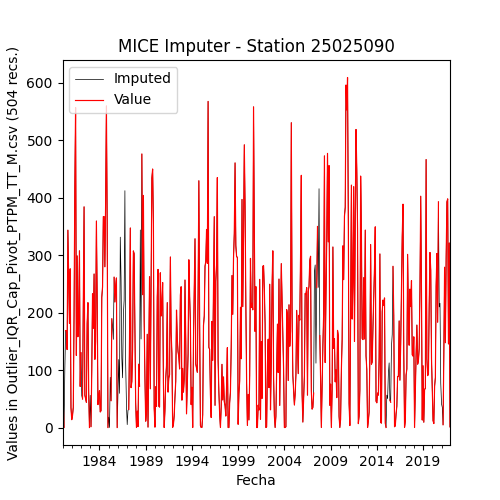 MICE Imputer - Station 25025090
Imputed
Value
Values in Outlier_IQR_Cap_Pivot_PTPM_TT_M.csv (504 recs.)
600
500
400
300
200
100
0
1984 1989 1994 1999 2004 2009 2014 2019
Fecha